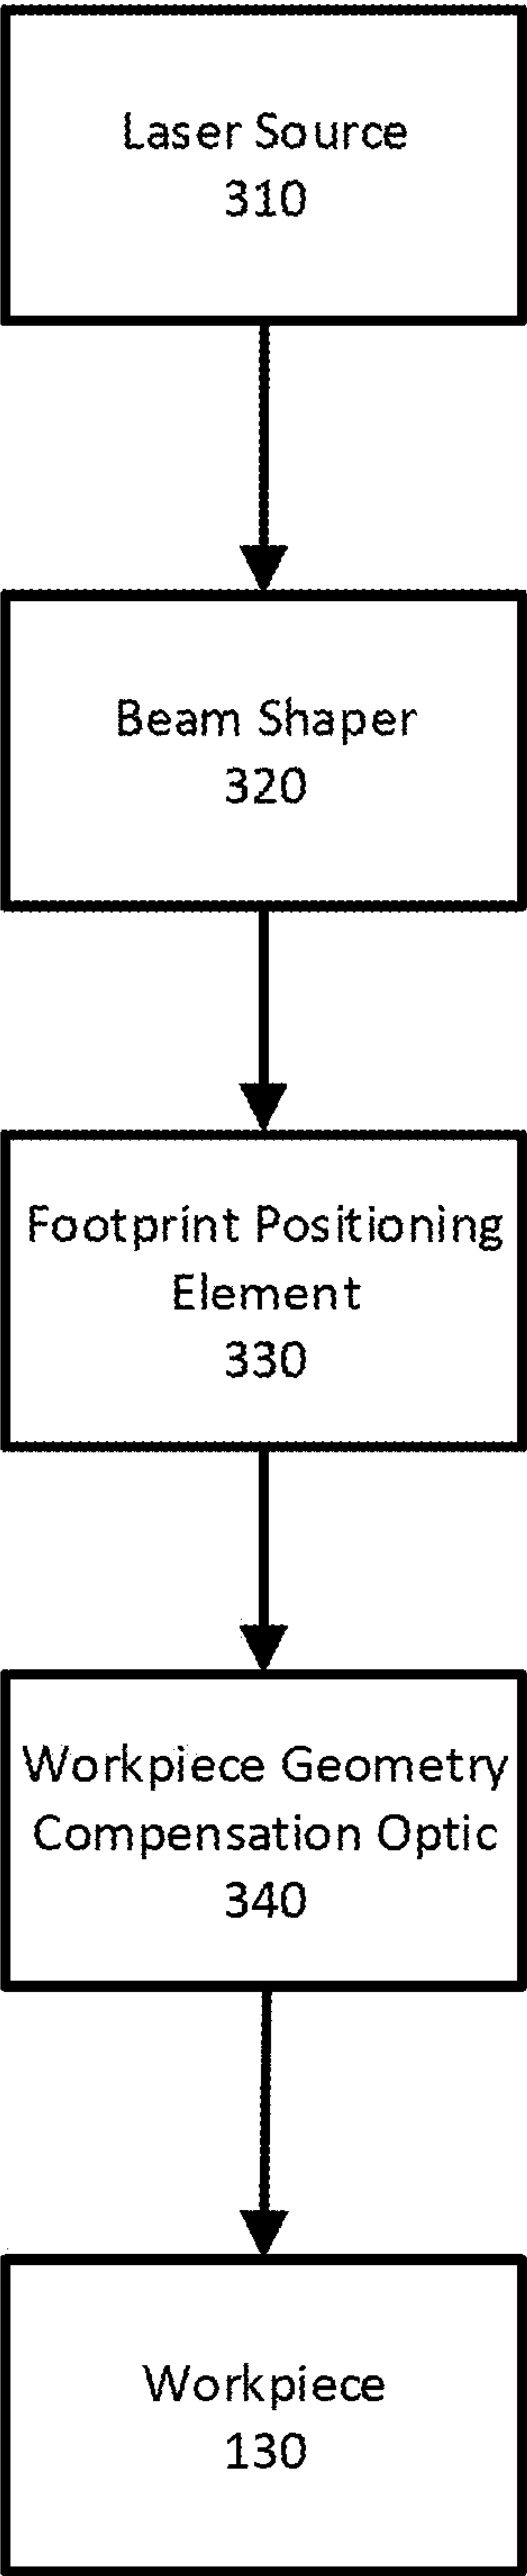 Laser Source
310
Beam Shaper
320
Footprint Positioning
Element
330
Workpiece Geometry
Compensation Optic
340
Workpiece
130